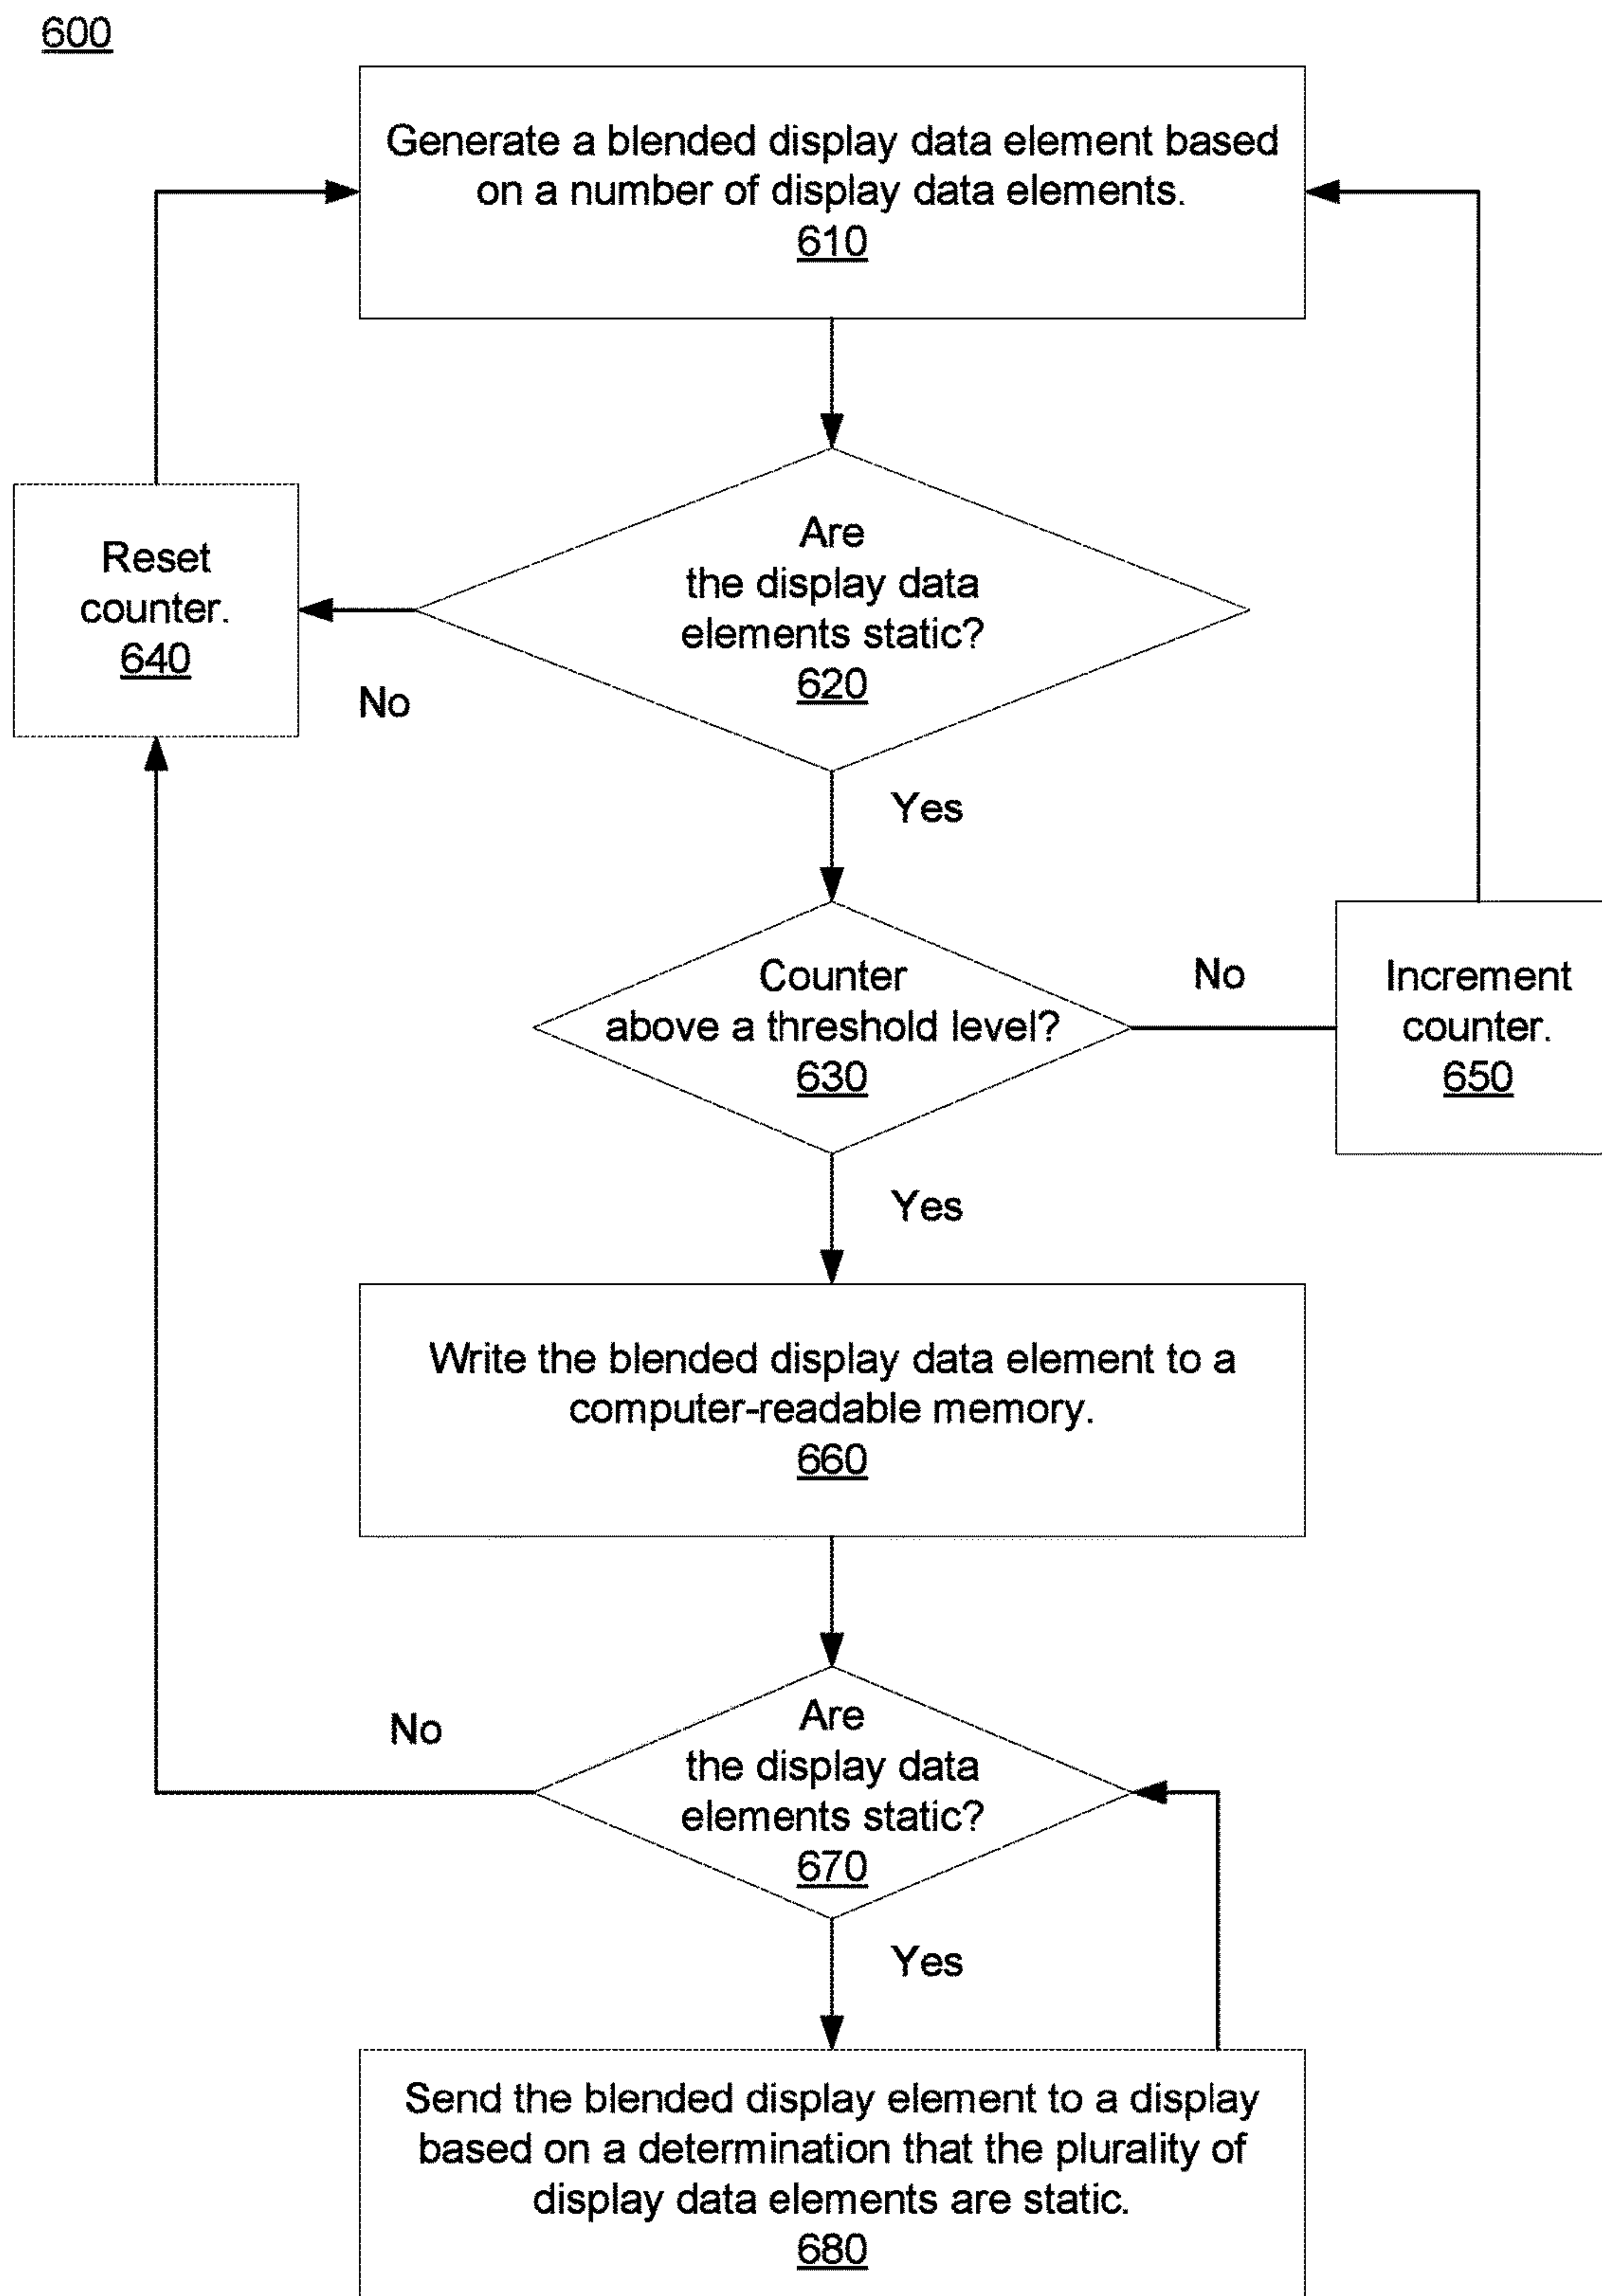 600
Generate a blended display data element based
on a number of display data elements.
610
Are
the display data
elements static?
620
Reset
counter.
640
No
Yes
Counter
above a threshold level?
630
No
Increment
counter.
650
Yes
Write the blended display data element to a
computer-readable memory.
660
Are
the display data
elements static?
670
No
Yes
Send the blended display element to a display
based on a determination that the plurality of
display data elements are static.
680